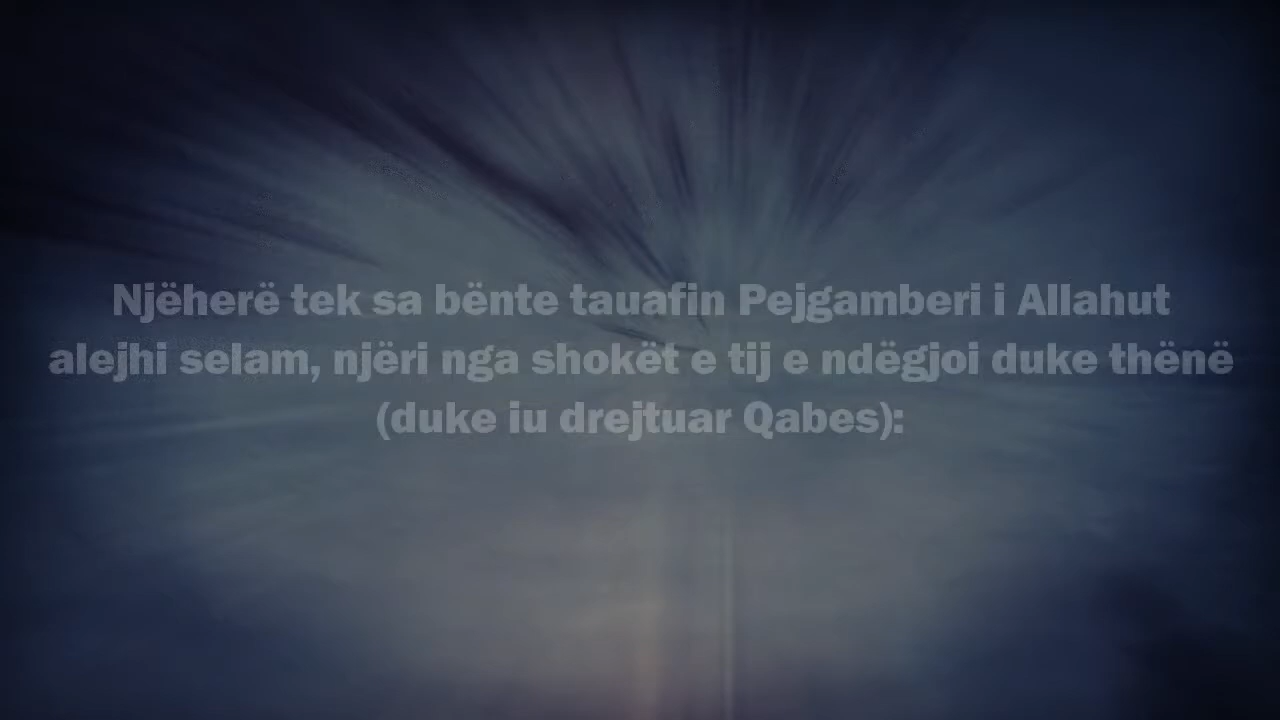 Njëherë tek sa bënte tauafin Pejgamberi i Allahut
alejhi selam, njëri nga shokët e tij e ndëgjoi duke thënë
(duke iu drejtuar Qabes):